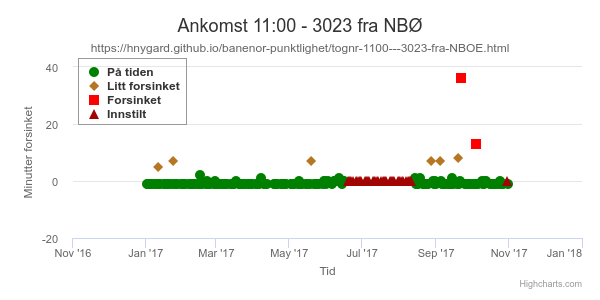 Ankomst 11:00 - 3023 fra NBØ
https://hnygard.github.io/banenor-punktlighet/tognr-1100---3023-fra-NBOE.html
På tiden
Litt forsinket
Forsinket
Innstilt
Minutter forsinket
40
20
0
-20
Nov '16 Jan '17 Mar '17 May '17 Jul '17 Sep '17 Nov '17 Jan '18
Tid
Highcharts.com